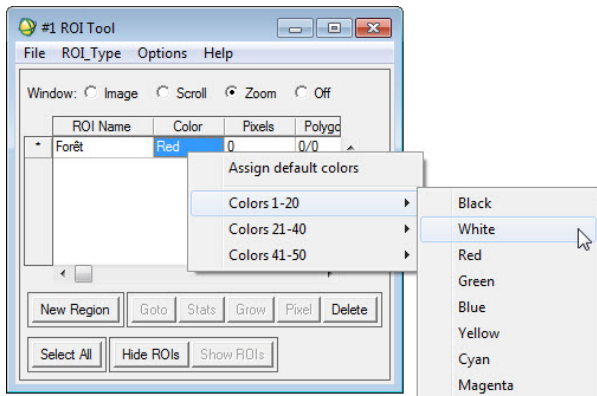 #1 ROI Tool
File ROI_Type Options Help
Window: Image Scroll Zoom Off
ROI Name Color Pixels Polygo
* Forêt Red 0 0/0
Assign default colors
Colors 1-20
Colors 21-40
Colors 41-50
Black
White
Red
Green
Blue
Yellow
Cyan
Magenta
New Region Goto Stats Grow Pixel Delete
Select All Hide ROIs Show ROIs